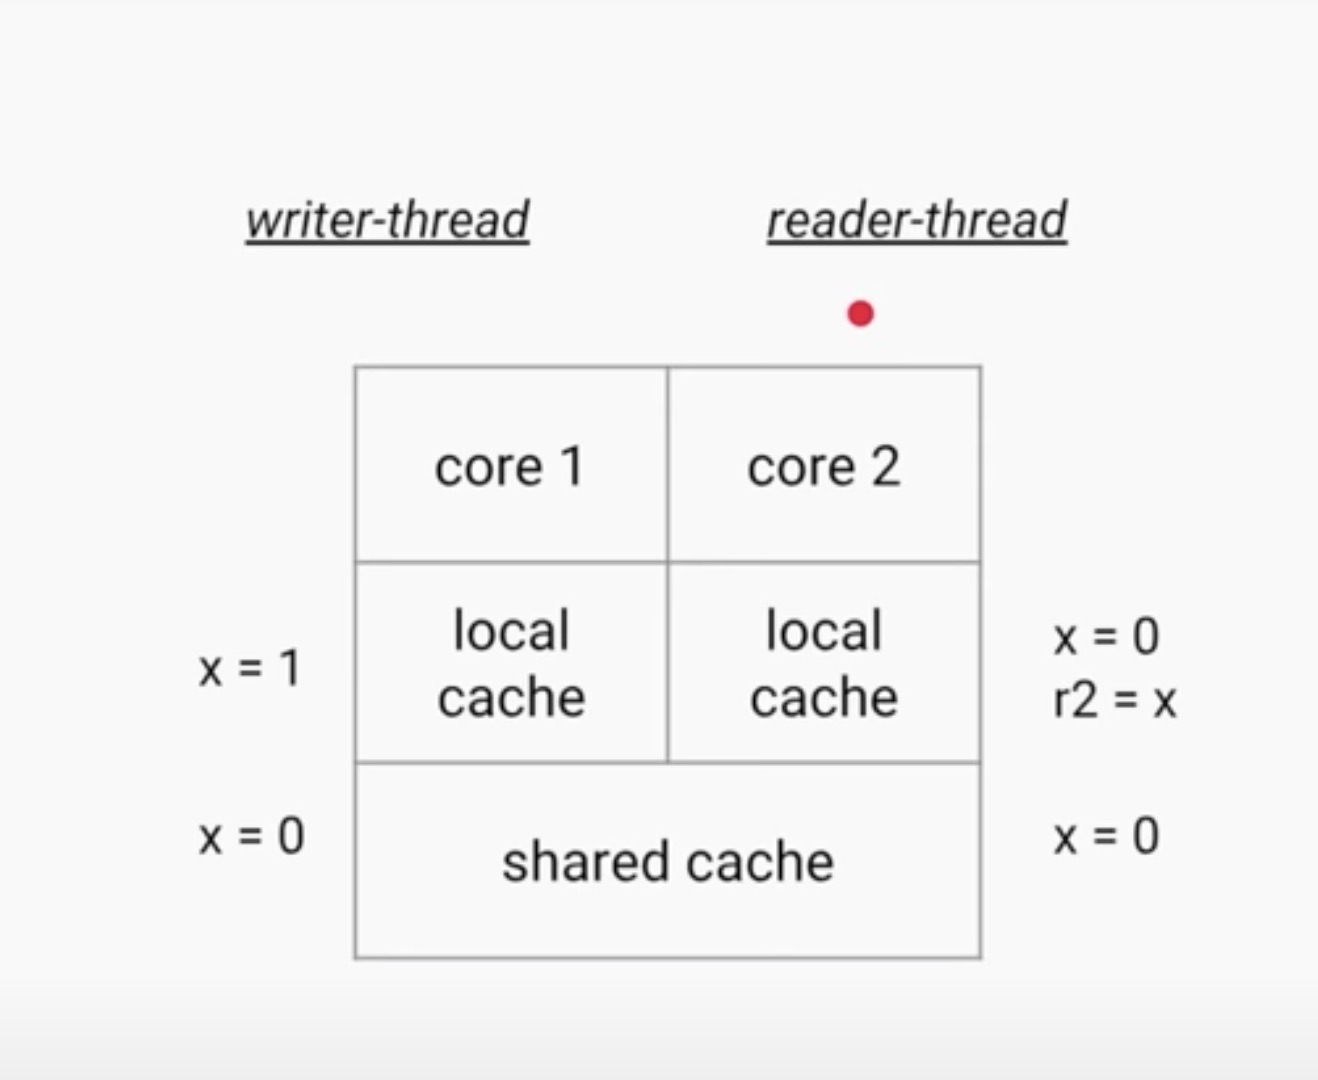 writer-thread
reader-thread
core 1
core 2
x = 1
local
cache
local
cache
x = 0
r2 = x
x = 0
shared cache
x = 0